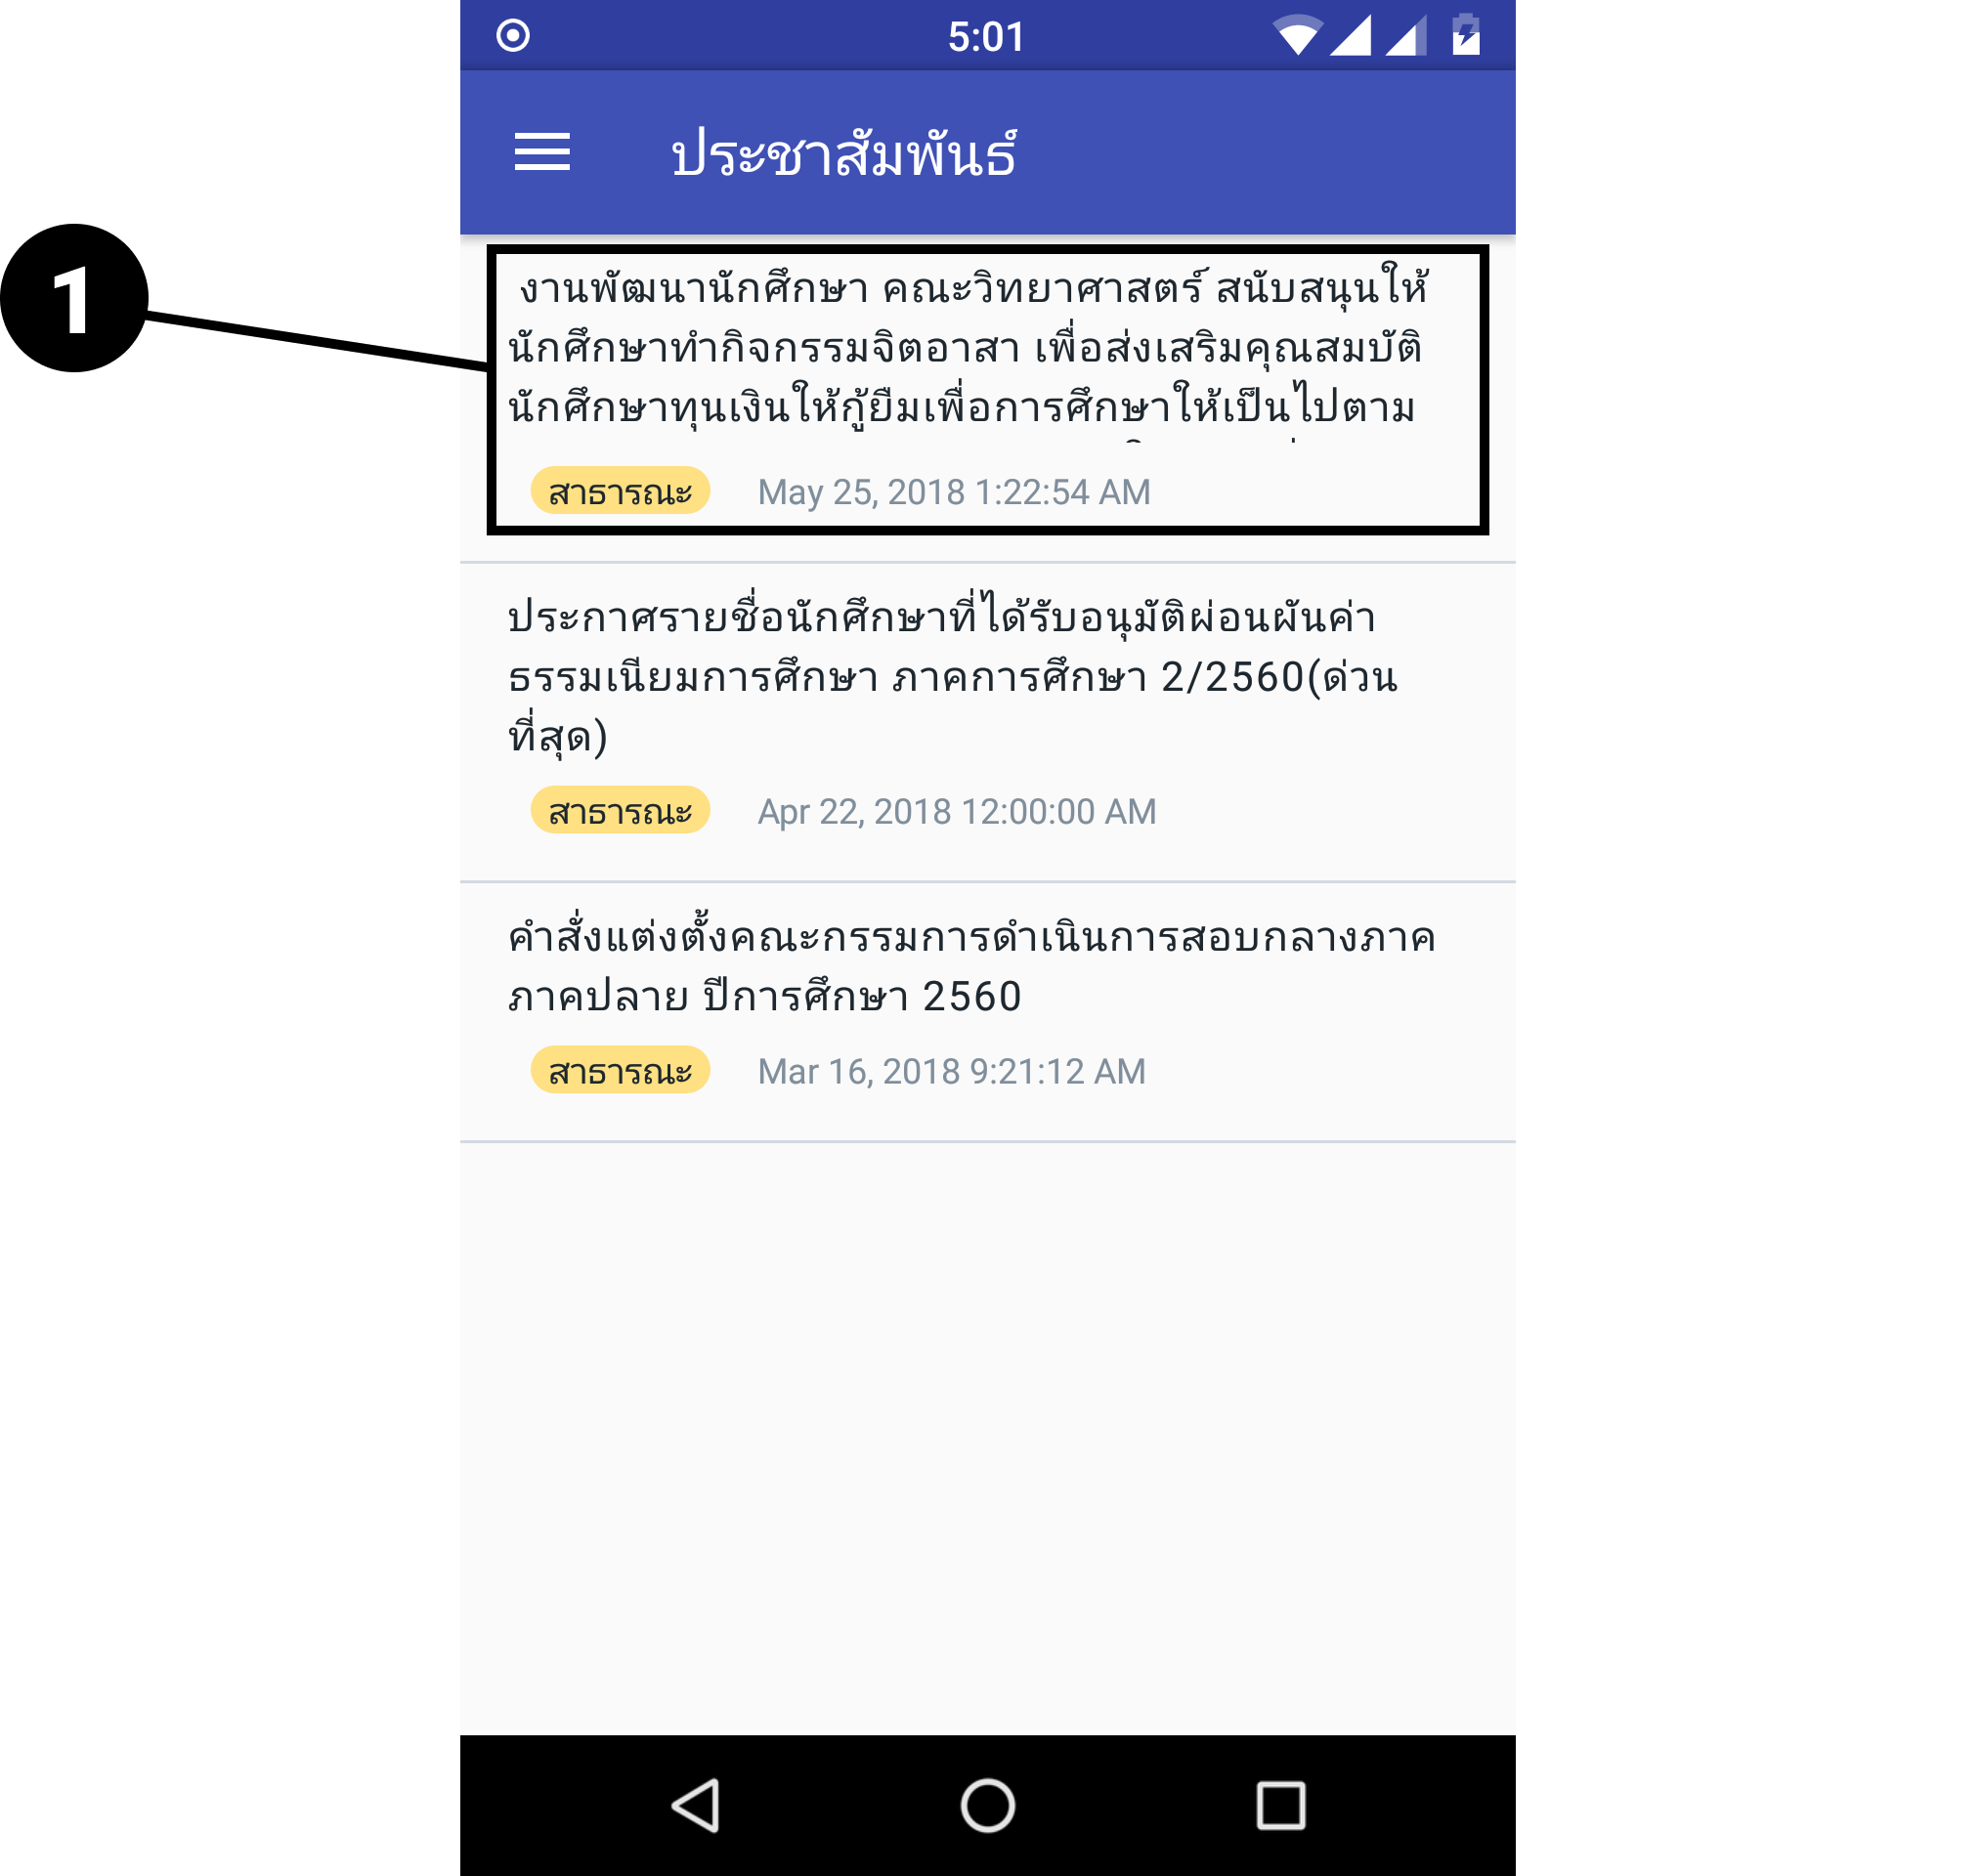 5:01
ประชาสัมพันธ์
1
งานพัฒนานักศึกษา คณะวิทยาศาสตร์ สนับสนุนให้
นักศึกษาทำกิจกรรมจิตอาสา เพื่อส่งเสริมคุณสมบัติ
นักศึกษาทุนเงินให้กู้ยืมเพื่อการศึกษาให้เป็นไปตาม
สาธารณะ May 25, 2018 1:22:54 AM
ประกาศรายชื่อนักศึกษาที่ได้รับอนุมัติผ่อนผันค่า
ธรรมเนียมการศึกษา ภาคการศึกษา 2/2560(ด่วน
ที่สุด)
สาธารณะ Apr 22, 2018 12:00:00 AM
คำสั่งแต่งตั้งคณะกรรมการดำเนินการสอบกลางภาค
ภาคปลาย ปีการศึกษา 2560
สาธารณะ Mar 16, 2018 9:21:12 AM